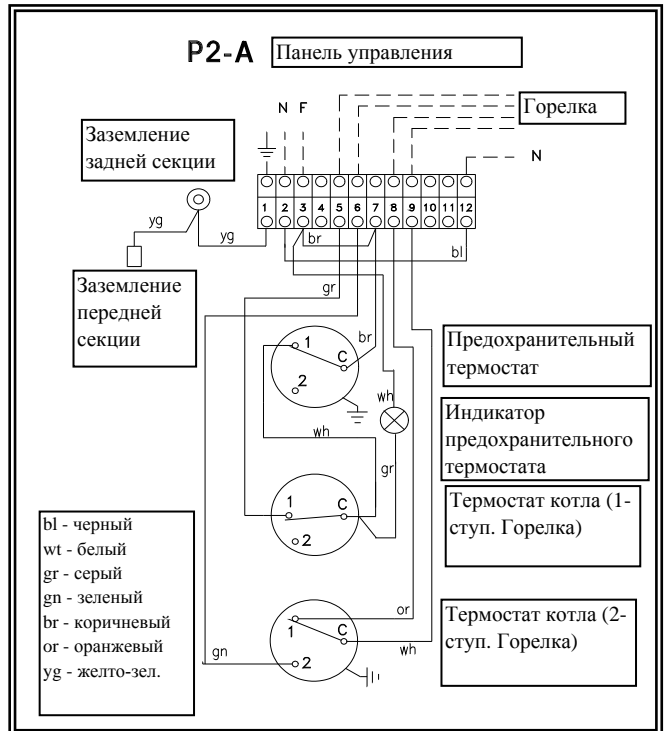 P2-A Панель управления
N F
Горелка
N
Заземление
задней секции
1 2 3 4 5 6 7 8 9 10 11 12
yg
yg
br
bl
Заземление
передней
секции
gr
1
C
2
br
wh
wh
gr
Предохранительный
термостат
Индикатор
предохранительного
термостата
1
C
2
Термостат котла (1-
ступ. Горелка)
bl - черный
wt - белый
gr - серый
gn - зеленый
br - коричневый
or - оранжевый
yg - желто-зел.
gn
1
C
2
or
wh
Термостат котла (2-
ступ. Горелка)